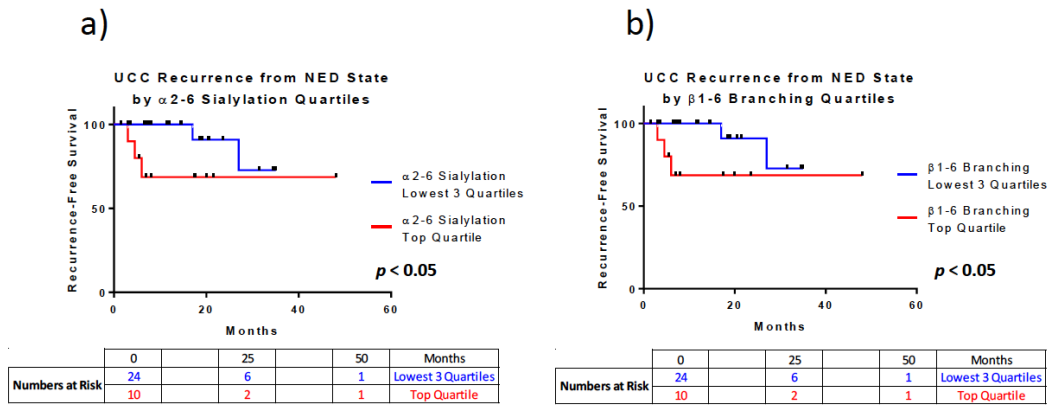 a)
UCC Recurrence from NED State
by α2-6 Sialylation Quartiles
Recurrence-Free Survival
100
50
0
0 20 40 60
Months
α2-6 Sialylation
Lowest 3 Quartiles
α2-6 Sialylation
Top Quartile
p < 0.05
0 25 50 Months
Numbers at Risk
24 6 1 Lowest 3 Quartiles
10 2 1 Top Quartile
b)
UCC Recurrence from NED State
by β1-6 Branching Quartiles
Recurrence-Free Survival
100
50
0
0 20 40 60
Months
β1-6 Branching
Lowest 3 Quartiles
β1-6 Branching
Top Quartile
p < 0.05
0 25 50 Months
Numbers at Risk
24 6 1 Lowest 3 Quartiles
10 2 1 Top Quartile